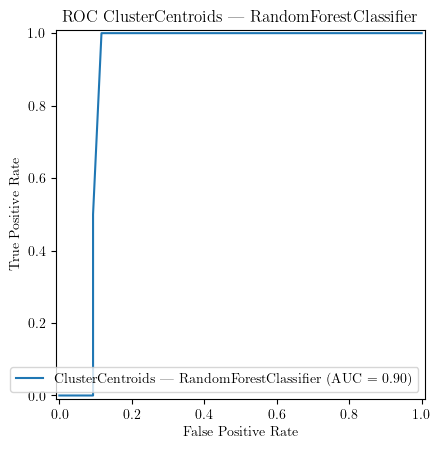 ROC ClusterCentroids — RandomForestClassifier
1.0
0.8
0.6
0.4
0.2
0.0
True Positive Rate
ClusterCentroids — RandomForestClassifier (AUC = 0.90)
0.0 0.2 0.4 0.6 0.8 1.0
False Positive Rate